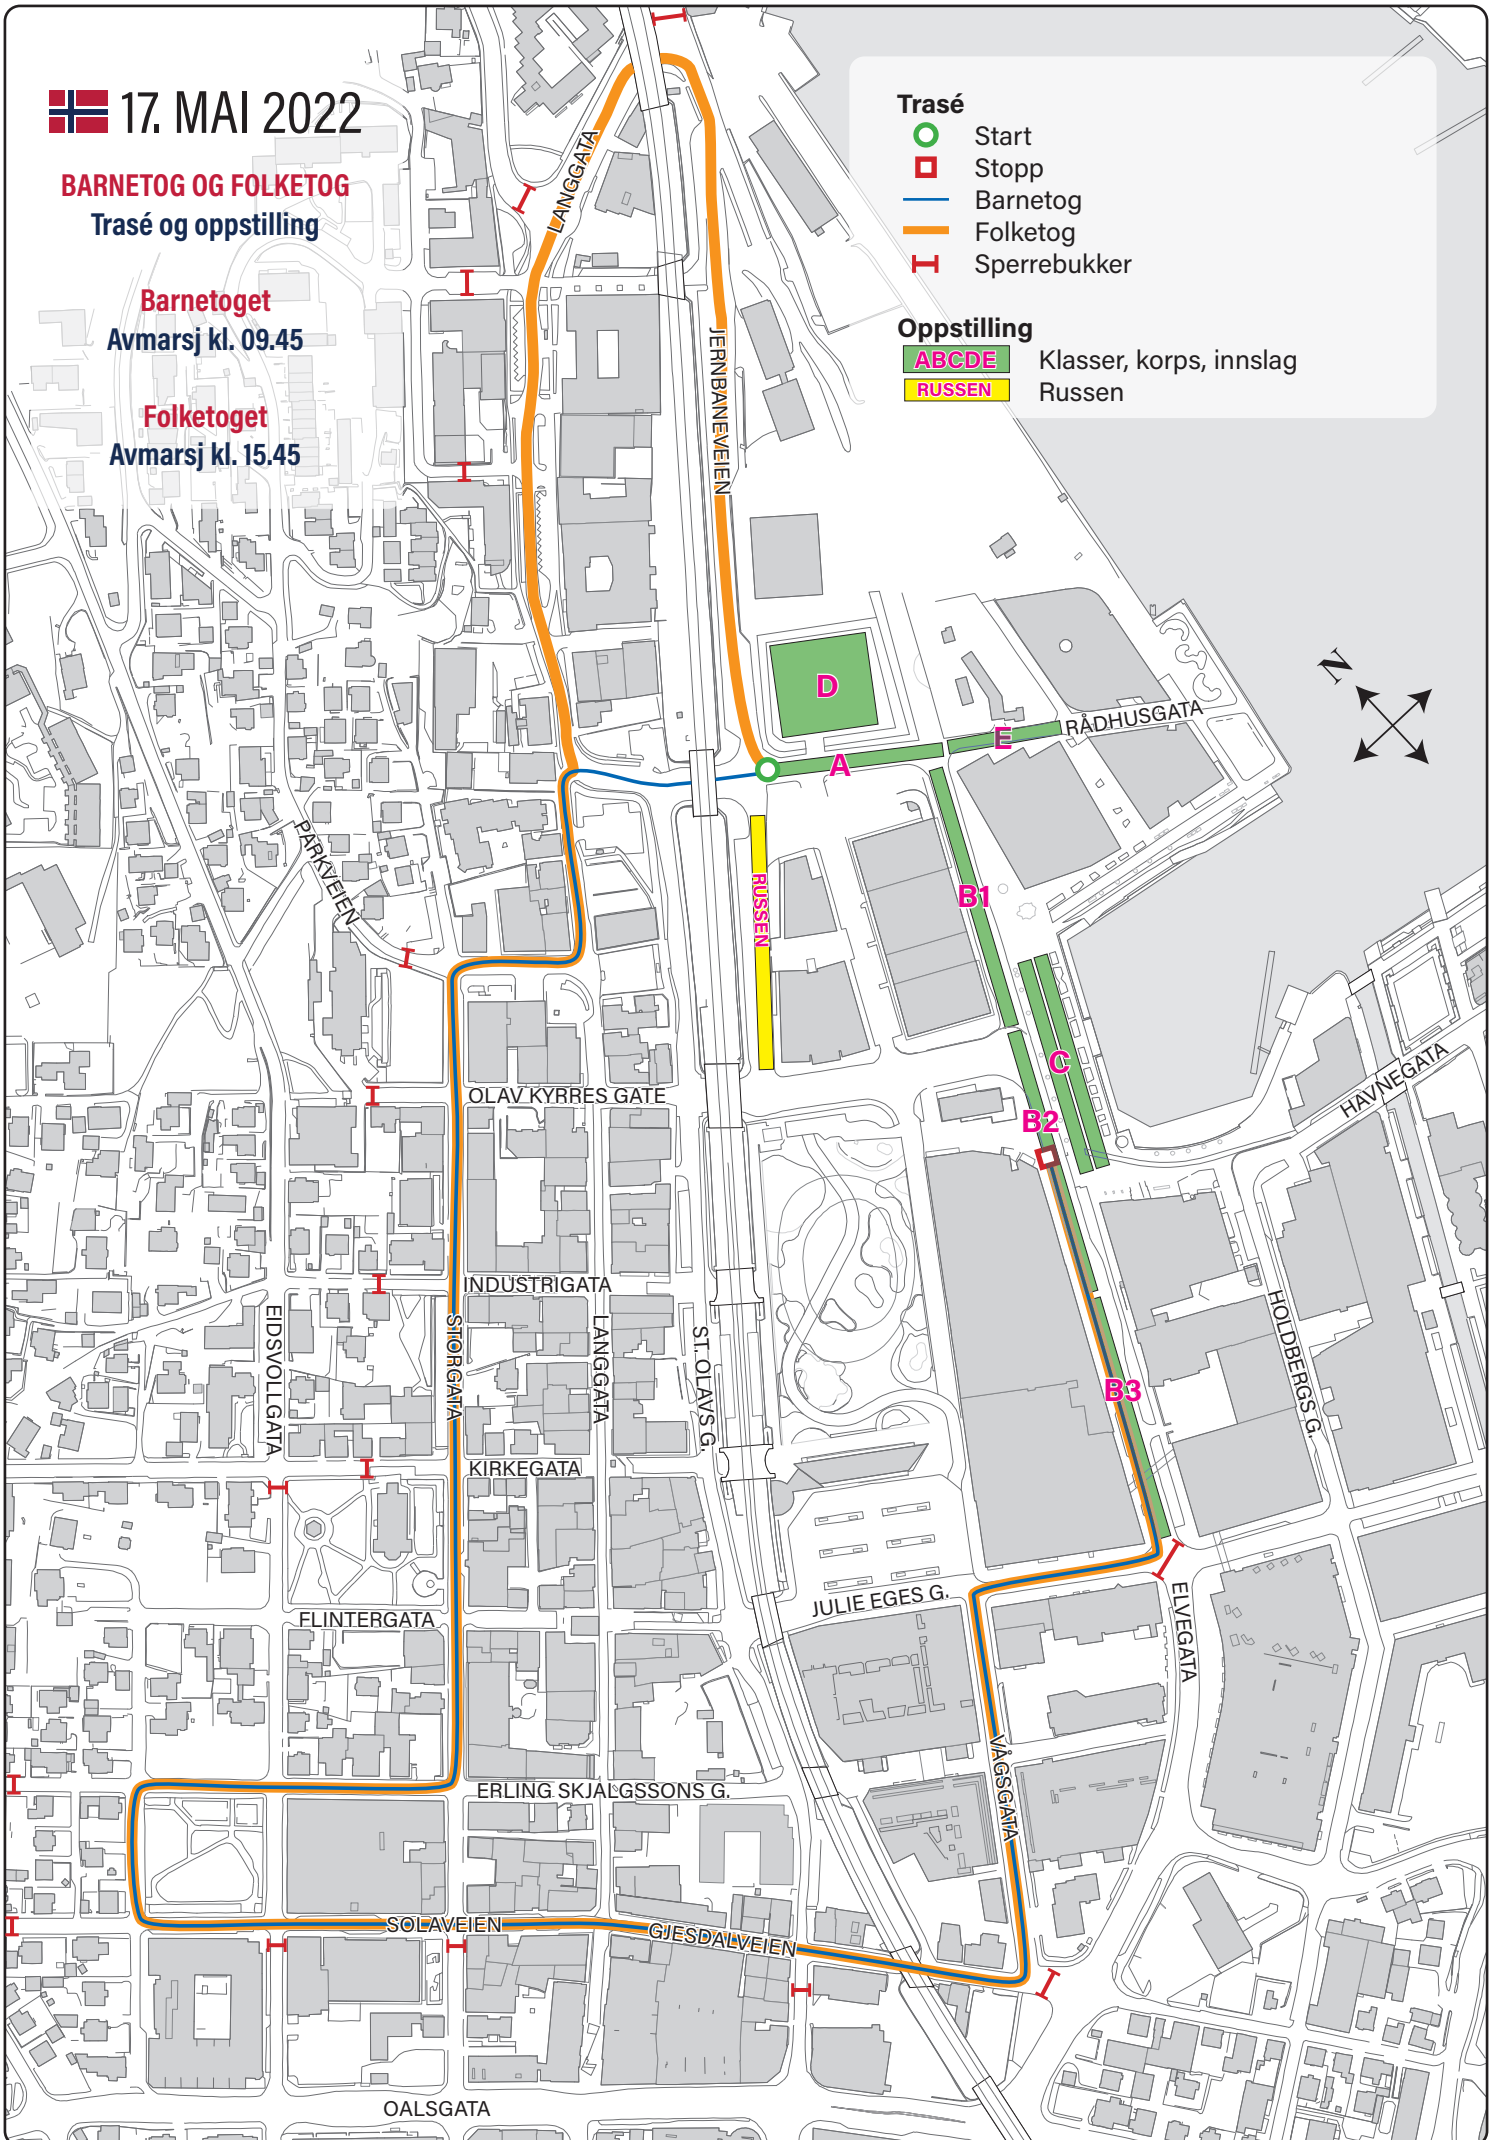 17. MAI 2022
BARNETOG OG FOLKETOG
Trasé og oppstilling
Barnetoget
Avmarsj kl. 09.45
Folketoget
Avmarsj kl. 15.45
Trasé
Start
Stopp
Barnetog
Folketog
Sperrebukker
Oppstilling
ABCDE Klasser, korps, innslag
RUSSEN Russen
LANGGATA
JERNBANEVEIEN
N
D
A
E
RÅDHUSGATA
PARKVEIEN
RUSSEN
B1
C
B2
HAVNEGATA
OLAV KYRRES GATE
INDUSTRIGATA
EIDSVOLLGATA
STORGATA
LANGGATA
ST. OLAVS G.
HOLDBERGS G.
B3
KIRKEGATA
FLINTERGATA
JULIE EGES G.
ELVEGATA
VÅGSGATA
ERLING SKJALGSSONS G.
SOLAVEIEN
GJESDALVEIEN
OALSGATA